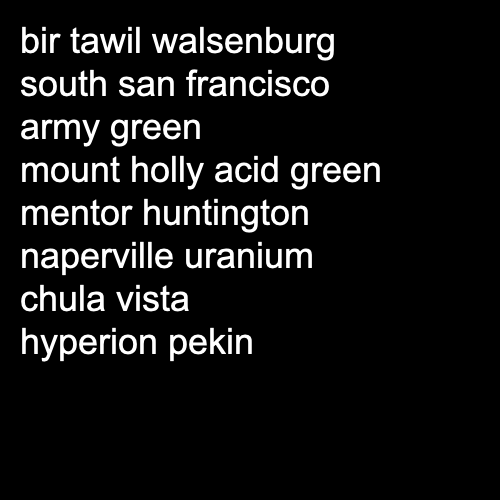 bir tawil walsenburg
south san francisco
army green
mount holly acid green
mentor huntington
naperville uranium
chula vista
hyperion pekin